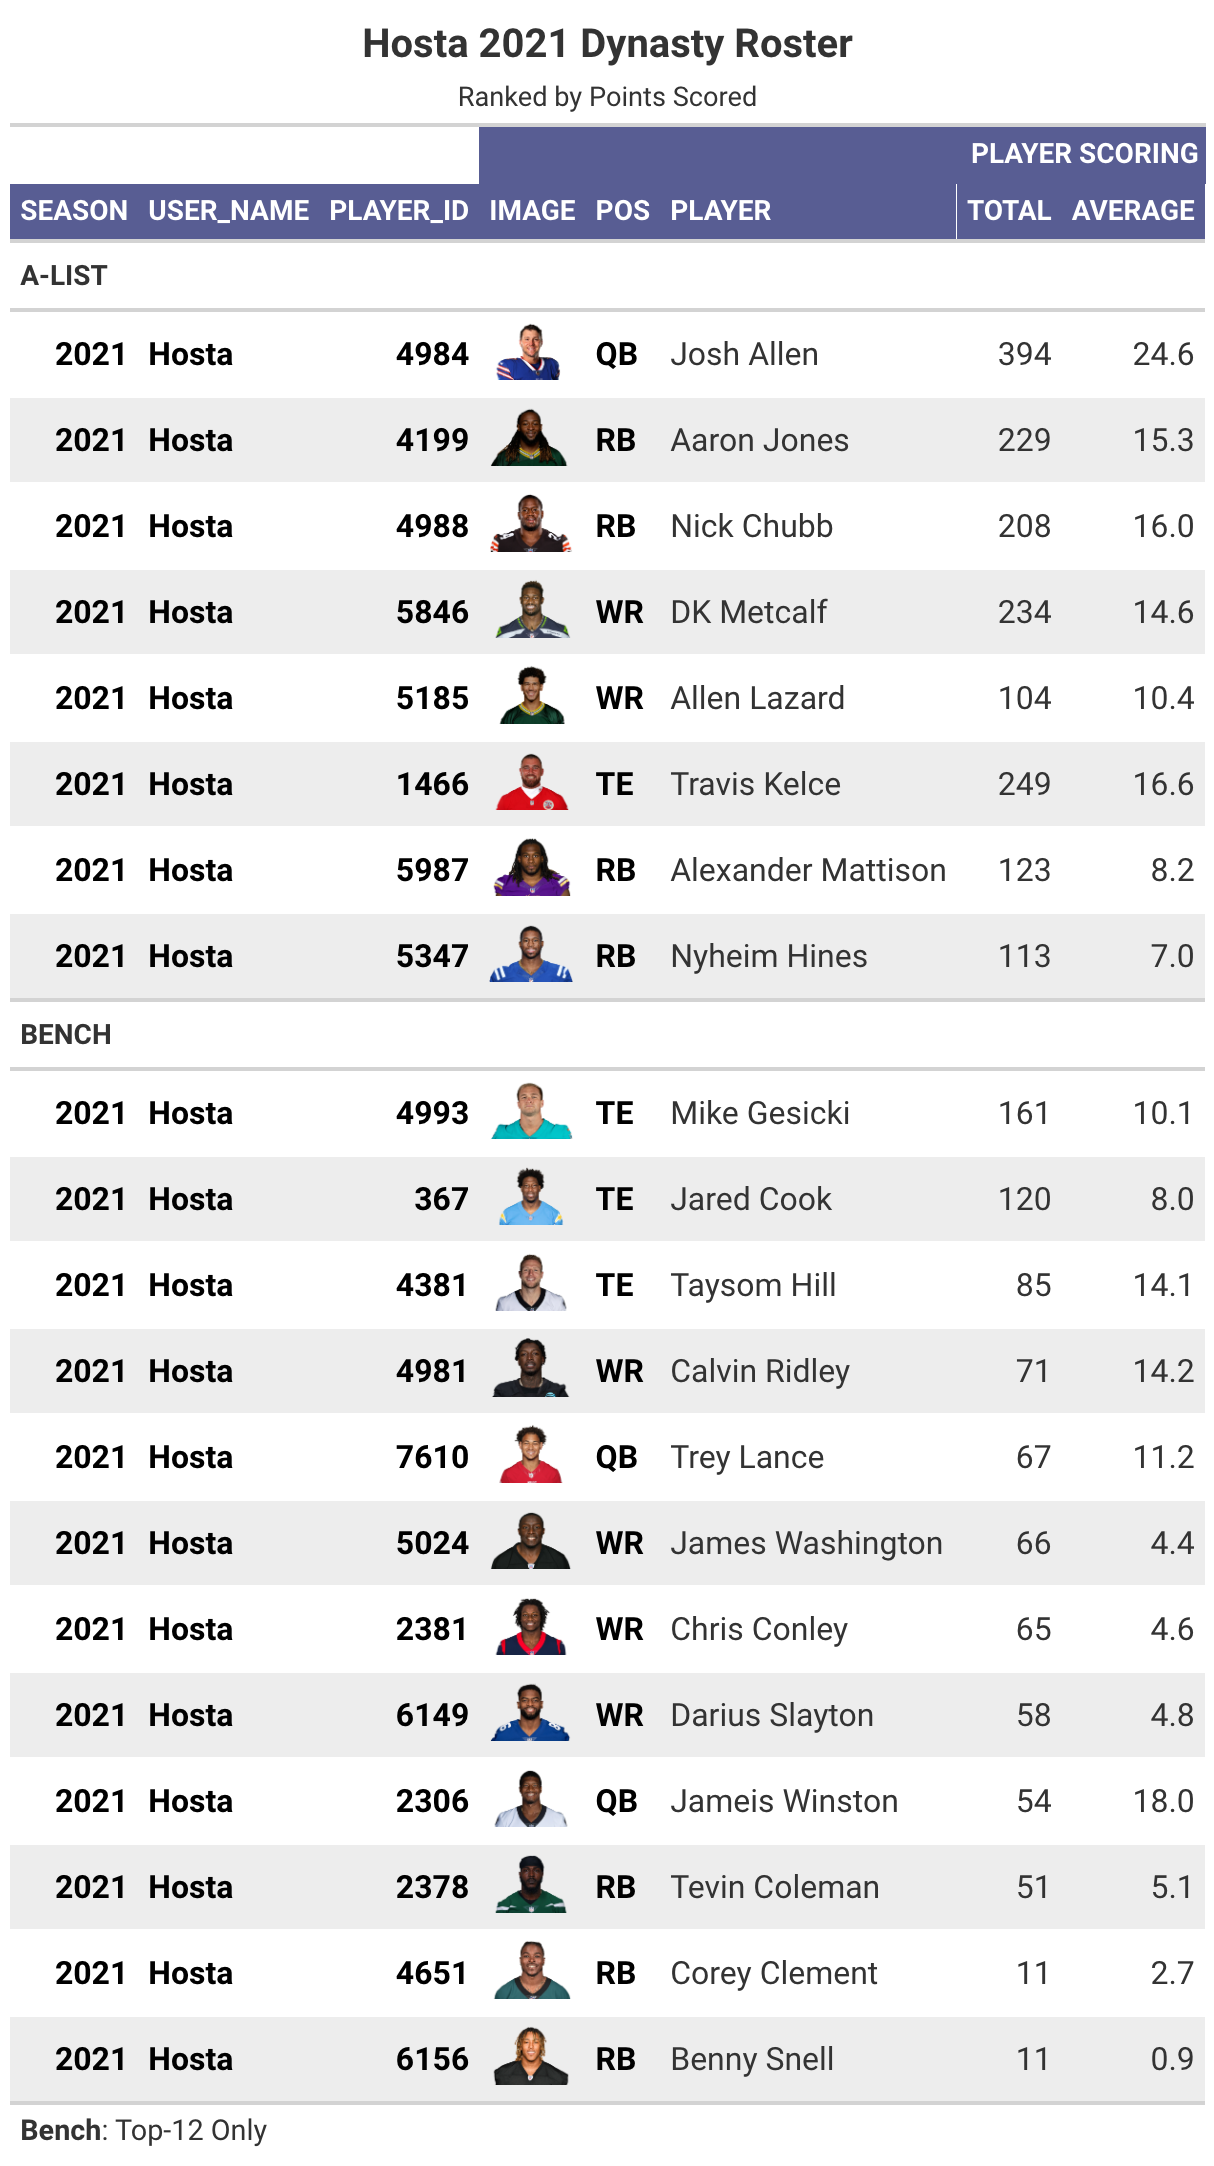 Hosta 2021 Dynasty Roster
Ranked by Points Scored
PLAYER SCORING
SEASON USER_NAME PLAYER_ID IMAGE POS PLAYER TOTAL AVERAGE
A-LIST
2021 Hosta 4984 QB Josh Allen 394 24.6
2021 Hosta 4199 RB Aaron Jones 229 15.3
2021 Hosta 4988 RB Nick Chubb 208 16.0
2021 Hosta 5846 WR DK Metcalf 234 14.6
2021 Hosta 5185 WR Allen Lazard 104 10.4
2021 Hosta 1466 TE Travis Kelce 249 16.6
2021 Hosta 5987 RB Alexander Mattison 123 8.2
2021 Hosta 5347 RB Nyheim Hines 113 7.0
BENCH
2021 Hosta 4993 TE Mike Gesicki 161 10.1
2021 Hosta 367 TE Jared Cook 120 8.0
2021 Hosta 4381 TE Taysom Hill 85 14.1
2021 Hosta 4981 WR Calvin Ridley 71 14.2
2021 Hosta 7610 QB Trey Lance 67 11.2
2021 Hosta 5024 WR James Washington 66 4.4
2021 Hosta 2381 WR Chris Conley 65 4.6
2021 Hosta 6149 WR Darius Slayton 58 4.8
2021 Hosta 2306 QB Jameis Winston 54 18.0
2021 Hosta 2378 RB Tevin Coleman 51 5.1
2021 Hosta 4651 RB Corey Clement 11 2.7
2021 Hosta 6156 RB Benny Snell 11 0.9
Bench: Top-12 Only